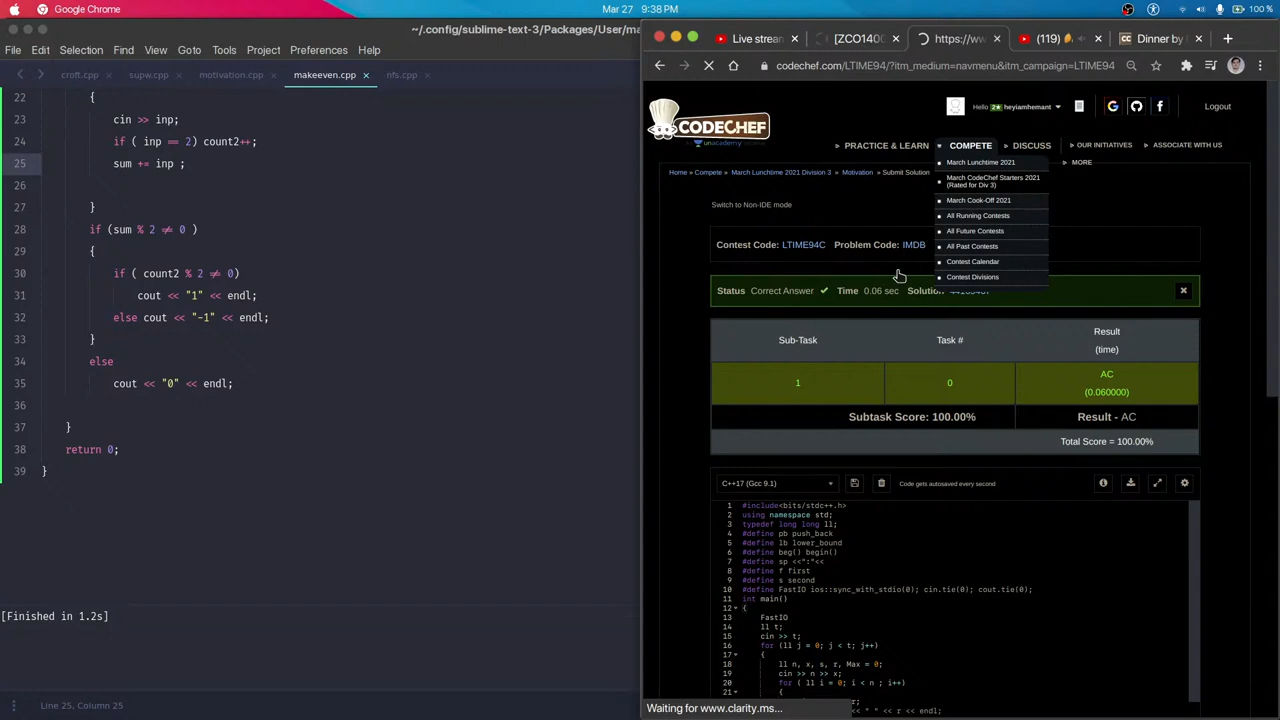 Google Chrome
Mar 27 9:38 PM
100 %
~/.config/sublime-text-3/Packages/User/ma
File Edit Selection Find View Goto Tools Project Preferences Help
croft.cpp × supw.cpp × motivation.cpp × makeeven.cpp × nfs.cpp ×
22 {
23 cin >> inp;
24 if ( inp == 2) count2++;
25 sum += inp ;
26
27 }
28 if (sum % 2 ≠ 0 )
29 {
30 if ( count2 % 2 ≠ 0)
31 cout << "1" << endl;
32 else cout << "-1" << endl;
33 }
34 else
35 cout << "0" << endl;
36
37 }
38 return 0;
39 }
[Finished in 1.2s]
Line 25, Column 25
Live stream × [ZCO1400 × https://ww × (119) × CC Dinner by × +
codechef.com/LTIME94/?itm_medium=navmenu&itm_campaign=LTIME94
CODECHEF
by unacademy
Hello 2★ heyiamhemant
Logout
PRACTICE & LEARN COMPETE DISCUSS OUR INITIATIVES ASSOCIATE WITH US
MORE
March Lunchtime 2021
March CodeChef Starters 2021
(Rated for Div 3)
March Cook-Off 2021
All Running Contests
All Future Contests
All Past Contests
Contest Calendar
Contest Divisions
Home » Compete » March Lunchtime 2021 Division 3 » Motivation » Submit Solution
Switch to Non-IDE mode
Contest Code: LTIME94C Problem Code: IMDB
Status Correct Answer ✔ Time 0.06 sec Solution
Sub-Task Task # Result
(time)
1 0 AC
(0.060000)
Subtask Score: 100.00% Result - AC
Total Score = 100.00%
C++17 (Gcc 9.1)
Code gets autosaved every second
1 #include<bits/stdc++.h>
2 using namespace std;
3 typedef long long ll;
4 #define pb push_back
5 #define lb lower_bound
6 #define beg() begin()
7 #define sp <<":"<<
8 #define f first
9 #define s second
10 #define FastIO ios::sync_with_stdio(0); cin.tie(0); cout.tie(0);
11 int main()
12 {
13 FastIO
14 ll t;
15 cin >> t;
16 for (ll j = 0; j < t; j++)
17 {
18 ll n, x, s, r, Max = 0;
19 cin >> n >> x;
20 for ( ll i = 0; i < n ; i++)
21 {
r;
<< " " << r << endl;
Waiting for www.clarity.ms...